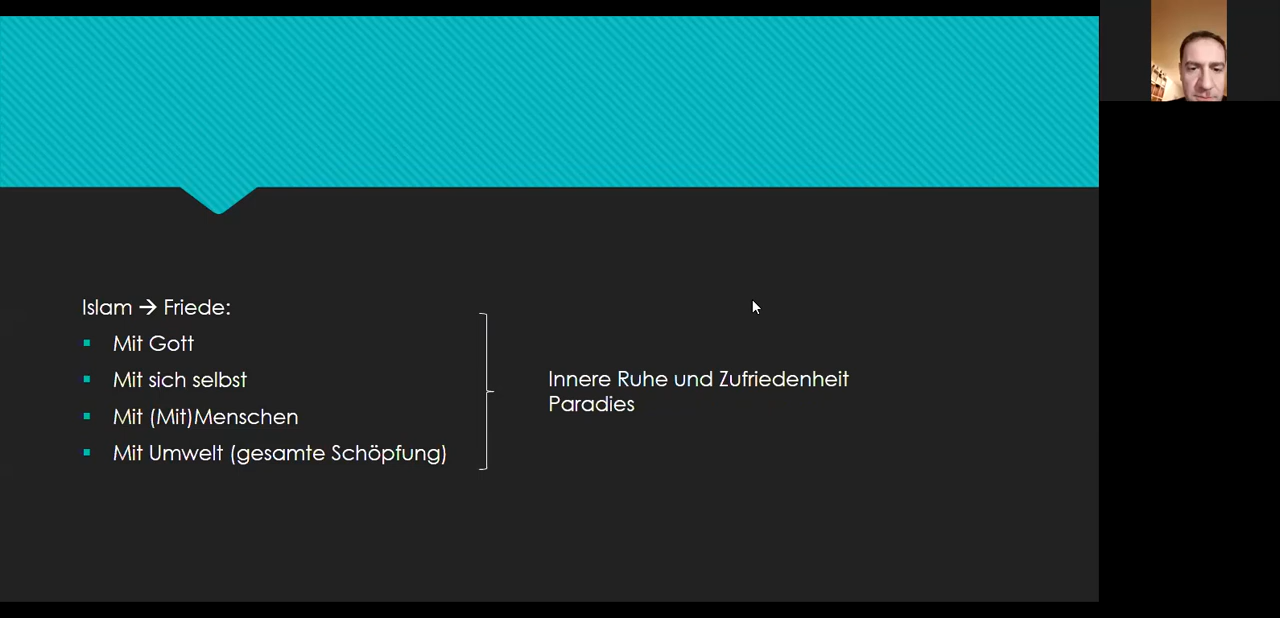 Islam → Friede:
▪ Mit Gott
▪ Mit sich selbst
▪ Mit (Mit)Menschen
▪ Mit Umwelt (gesamte Schöpfung)
Innere Ruhe und Zufriedenheit
Paradies